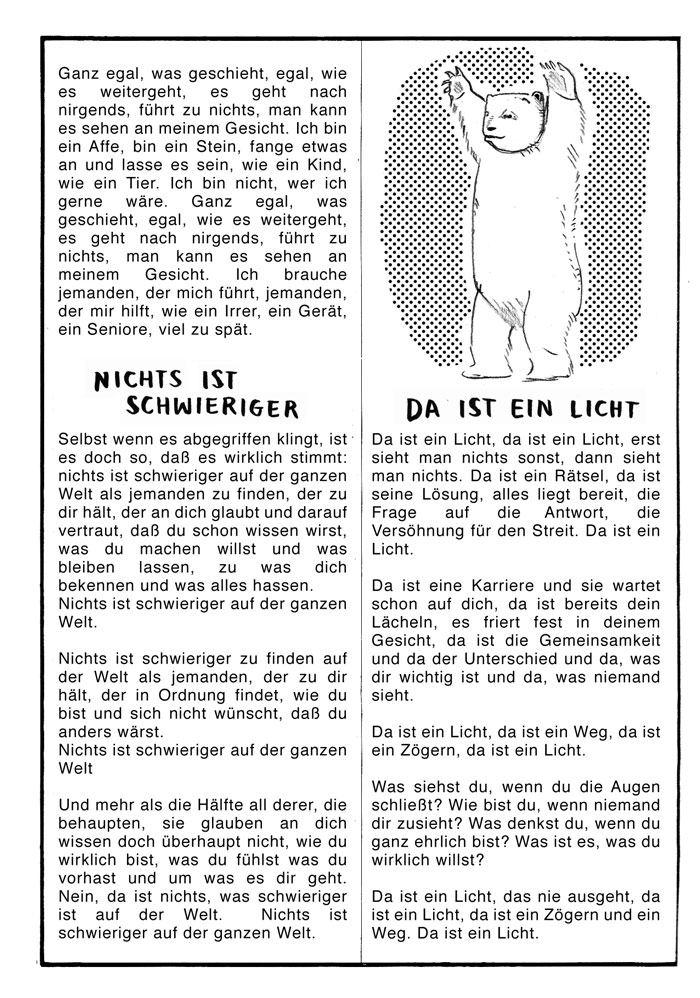 Ganz egal, was geschieht, egal, wie
es weitergeht, es geht nach
nirgends, führt zu nichts, man kann
es sehen an meinem Gesicht. Ich bin
ein Affe, bin ein Stein, fange etwas
an und lasse es sein, wie ein Kind,
wie ein Tier. Ich bin nicht, wer ich
gerne wäre. Ganz egal, was
geschieht, egal, wie es weitergeht,
es geht nach nirgends, führt zu
nichts, man kann es sehen an
meinem Gesicht. Ich brauche
jemanden, der mich führt, jemanden,
der mir hilft, wie ein Irrer, ein Gerät,
ein Seniore, viel zu spät.
NICHTS IST
SCHWIERIGER
Selbst wenn es abgegriffen klingt, ist
es doch so, daß es wirklich stimmt:
nichts ist schwieriger auf der ganzen
Welt als jemanden zu finden, der zu
dir hält, der an dich glaubt und darauf
vertraut, daß du schon wissen wirst,
was du machen willst und was
bleiben lassen, zu was dich
bekennen und was alles hassen.
Nichts ist schwieriger auf der ganzen
Welt.
Nichts ist schwieriger zu finden auf
der Welt als jemanden, der zu dir
hält, der in Ordnung findet, wie du
bist und sich nicht wünscht, daß du
anders wärst.
Nichts ist schwieriger auf der ganzen
Welt
Und mehr als die Hälfte all derer, die
behaupten, sie glauben an dich
wissen doch überhaupt nicht, wie du
wirklich bist, was du fühlst was du
vorhast und um was es dir geht.
Nein, da ist nichts, was schwieriger
ist auf der Welt. Nichts ist
schwieriger auf der ganzen Welt.
DA IST EIN LICHT
Da ist ein Licht, da ist ein Licht, erst
sieht man nichts sonst, dann sieht
man nichts. Da ist ein Rätsel, da ist
seine Lösung, alles liegt bereit, die
Frage auf die Antwort, die
Versöhnung für den Streit. Da ist ein
Licht.
Da ist eine Karriere und sie wartet
schon auf dich, da ist bereits dein
Lächeln, es friert fest in deinem
Gesicht, da ist die Gemeinsamkeit
und da der Unterschied und da, was
dir wichtig ist und da, was niemand
sieht.
Da ist ein Licht, da ist ein Weg, da ist
ein Zögern, da ist ein Licht.
Was siehst du, wenn du die Augen
schließt? Wie bist du, wenn niemand
dir zusieht? Was denkst du, wenn du
ganz ehrlich bist? Was ist es, was du
wirklich willst?
Da ist ein Licht, das nie ausgeht, da
ist ein Licht, da ist ein Zögern und ein
Weg. Da ist ein Licht.